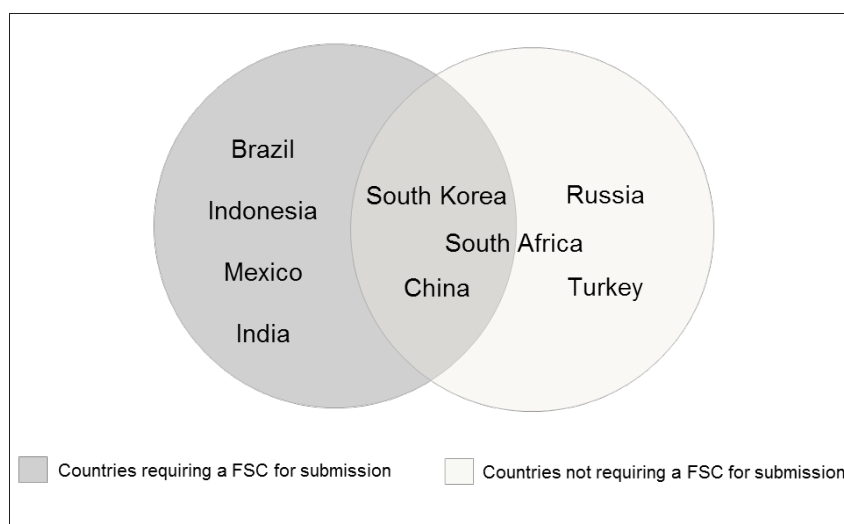 Brazil
Indonesia
Mexico
India
South Korea
South Africa
China
Russia
Turkey
Countries requiring a FSC for submission
Countries not requiring a FSC for submission